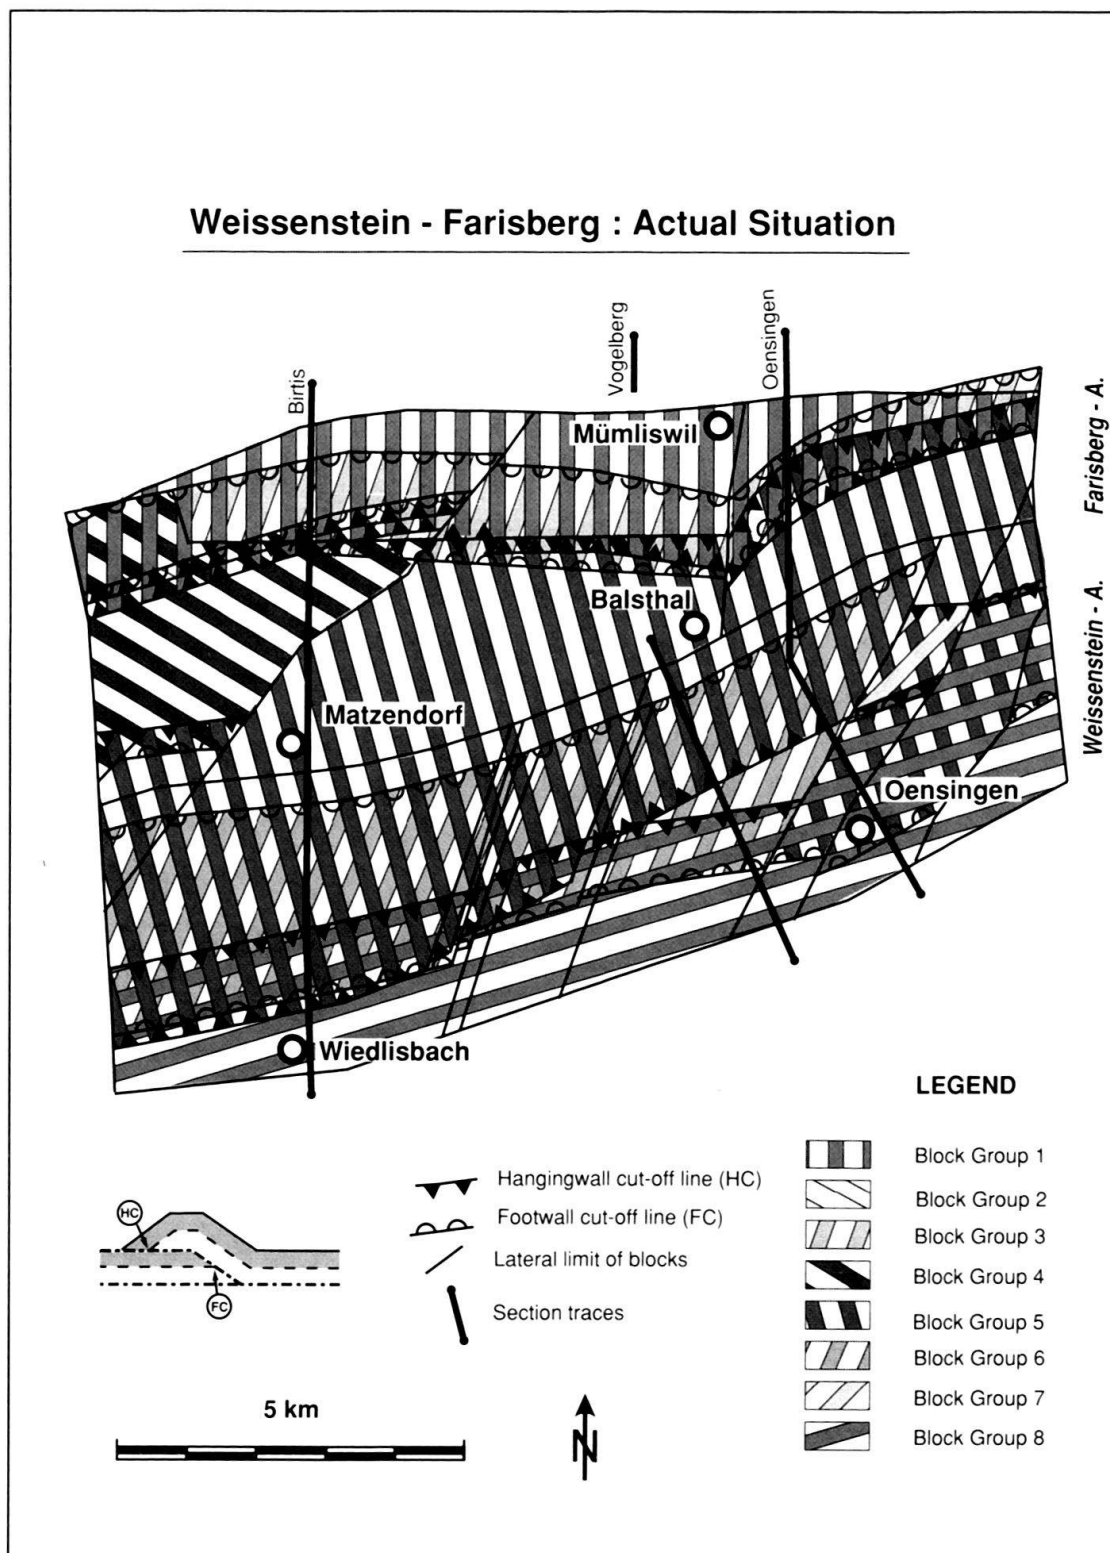 Weissenstein - Farisberg : Actual Situation
Birtis
Vogelberg
Oensingen
Mümliswil
Farisberg - A.
Balsthal
Weissenstein - A.
Matzendorf
Oensingen
Wiedlisbach
LEGEND
Block Group 1
Block Group 2
Block Group 3
Block Group 4
Block Group 5
Block Group 6
Block Group 7
Block Group 8
Hangingwall cut-off line (HC)
Footwall cut-off line (FC)
Lateral limit of blocks
Section traces
HC
FC
5 km
N